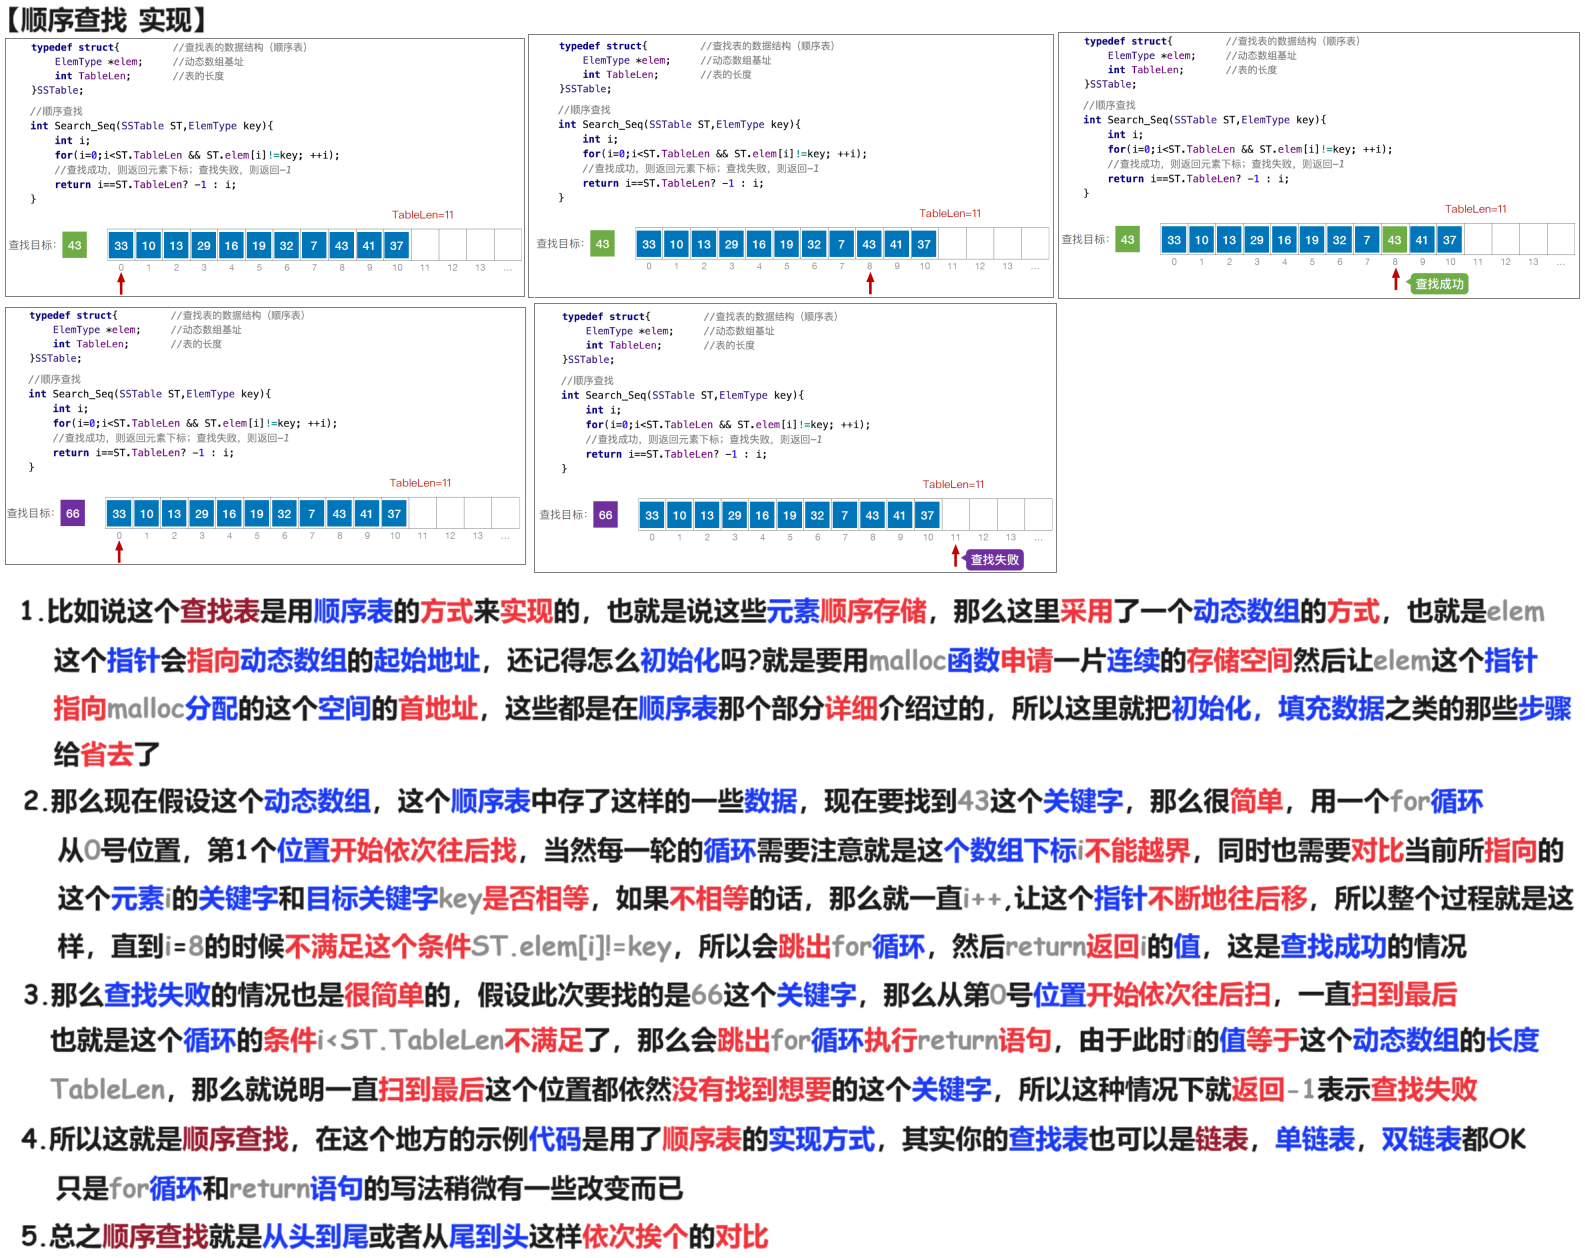 【顺序查找 实现】
typedef struct{ //查找表的数据结构（顺序表）
ElemType *elem; //动态数组基址
int TableLen; //表的长度
}SSTable;
//顺序查找
int Search_Seq(SSTable ST,ElemType key){
int i;
for(i=0;i<ST.TableLen && ST.elem[i]!=key; ++i);
//查找成功，则返回元素下标；查找失败，则返回-1
return i==ST.TableLen? -1 : i;
}
TableLen=11
查找目标： 43 33 10 13 29 16 19 32 7 43 41 37
0 1 2 3 4 5 6 7 8 9 10 11 12 13 ...
typedef struct{ //查找表的数据结构（顺序表）
ElemType *elem; //动态数组基址
int TableLen; //表的长度
}SSTable;
//顺序查找
int Search_Seq(SSTable ST,ElemType key){
int i;
for(i=0;i<ST.TableLen && ST.elem[i]!=key; ++i);
//查找成功，则返回元素下标；查找失败，则返回-1
return i==ST.TableLen? -1 : i;
}
TableLen=11
查找目标： 43 33 10 13 29 16 19 32 7 43 41 37
0 1 2 3 4 5 6 7 8 9 10 11 12 13 ...
typedef struct{ //查找表的数据结构（顺序表）
ElemType *elem; //动态数组基址
int TableLen; //表的长度
}SSTable;
//顺序查找
int Search_Seq(SSTable ST,ElemType key){
int i;
for(i=0;i<ST.TableLen && ST.elem[i]!=key; ++i);
//查找成功，则返回元素下标；查找失败，则返回-1
return i==ST.TableLen? -1 : i;
}
TableLen=11
查找目标： 43 33 10 13 29 16 19 32 7 43 41 37
0 1 2 3 4 5 6 7 8 9 10 11 12 13 ...
查找成功
typedef struct{ //查找表的数据结构（顺序表）
ElemType *elem; //动态数组基址
int TableLen; //表的长度
}SSTable;
//顺序查找
int Search_Seq(SSTable ST,ElemType key){
int i;
for(i=0;i<ST.TableLen && ST.elem[i]!=key; ++i);
//查找成功，则返回元素下标；查找失败，则返回-1
return i==ST.TableLen? -1 : i;
}
TableLen=11
查找目标： 66 33 10 13 29 16 19 32 7 43 41 37
0 1 2 3 4 5 6 7 8 9 10 11 12 13 ...
typedef struct{ //查找表的数据结构（顺序表）
ElemType *elem; //动态数组基址
int TableLen; //表的长度
}SSTable;
//顺序查找
int Search_Seq(SSTable ST,ElemType key){
int i;
for(i=0;i<ST.TableLen && ST.elem[i]!=key; ++i);
//查找成功，则返回元素下标；查找失败，则返回-1
return i==ST.TableLen? -1 : i;
}
TableLen=11
查找目标： 66 33 10 13 29 16 19 32 7 43 41 37
0 1 2 3 4 5 6 7 8 9 10 11 12 13 ...
查找失败
1.比如说这个查找表是用顺序表的方式来实现的，也就是说这些元素顺序存储，那么这里采用了一个动态数组的方式，也就是elem
这个指针会指向动态数组的起始地址，还记得怎么初始化吗?就是要用malloc函数申请一片连续的存储空间然后让elem这个指针
指向malloc分配的这个空间的首地址，这些都是在顺序表那个部分详细介绍过的，所以这里就把初始化，填充数据之类的那些步骤
给省去了
2.那么现在假设这个动态数组，这个顺序表中存了这样的一些数据，现在要找到43这个关键字，那么很简单，用一个for循环
从0号位置，第1个位置开始依次往后找，当然每一轮的循环需要注意就是这个数组下标i不能越界，同时也需要对比当前所指向的
这个元素i的关键字和目标关键字key是否相等，如果不相等的话，那么就一直i++,让这个指针不断地往后移，所以整个过程就是这
样，直到i=8的时候不满足这个条件ST.elem[i]!=key，所以会跳出for循环，然后return返回i的值，这是查找成功的情况
3.那么查找失败的情况也是很简单的，假设此次要找的是66这个关键字，那么从第0号位置开始依次往后扫，一直扫到最后
也就是这个循环的条件i<ST.TableLen不满足了，那么会跳出for循环执行return语句，由于此时i的值等于这个动态数组的长度
TableLen，那么就说明一直扫到最后这个位置都依然没有找到想要的这个关键字，所以这种情况下就返回-1表示查找失败
4.所以这就是顺序查找，在这个地方的示例代码是用了顺序表的实现方式，其实你的查找表也可以是链表，单链表，双链表都OK
只是for循环和return语句的写法稍微有一些改变而已
5.总之顺序查找就是从头到尾或者从尾到头这样依次挨个的对比